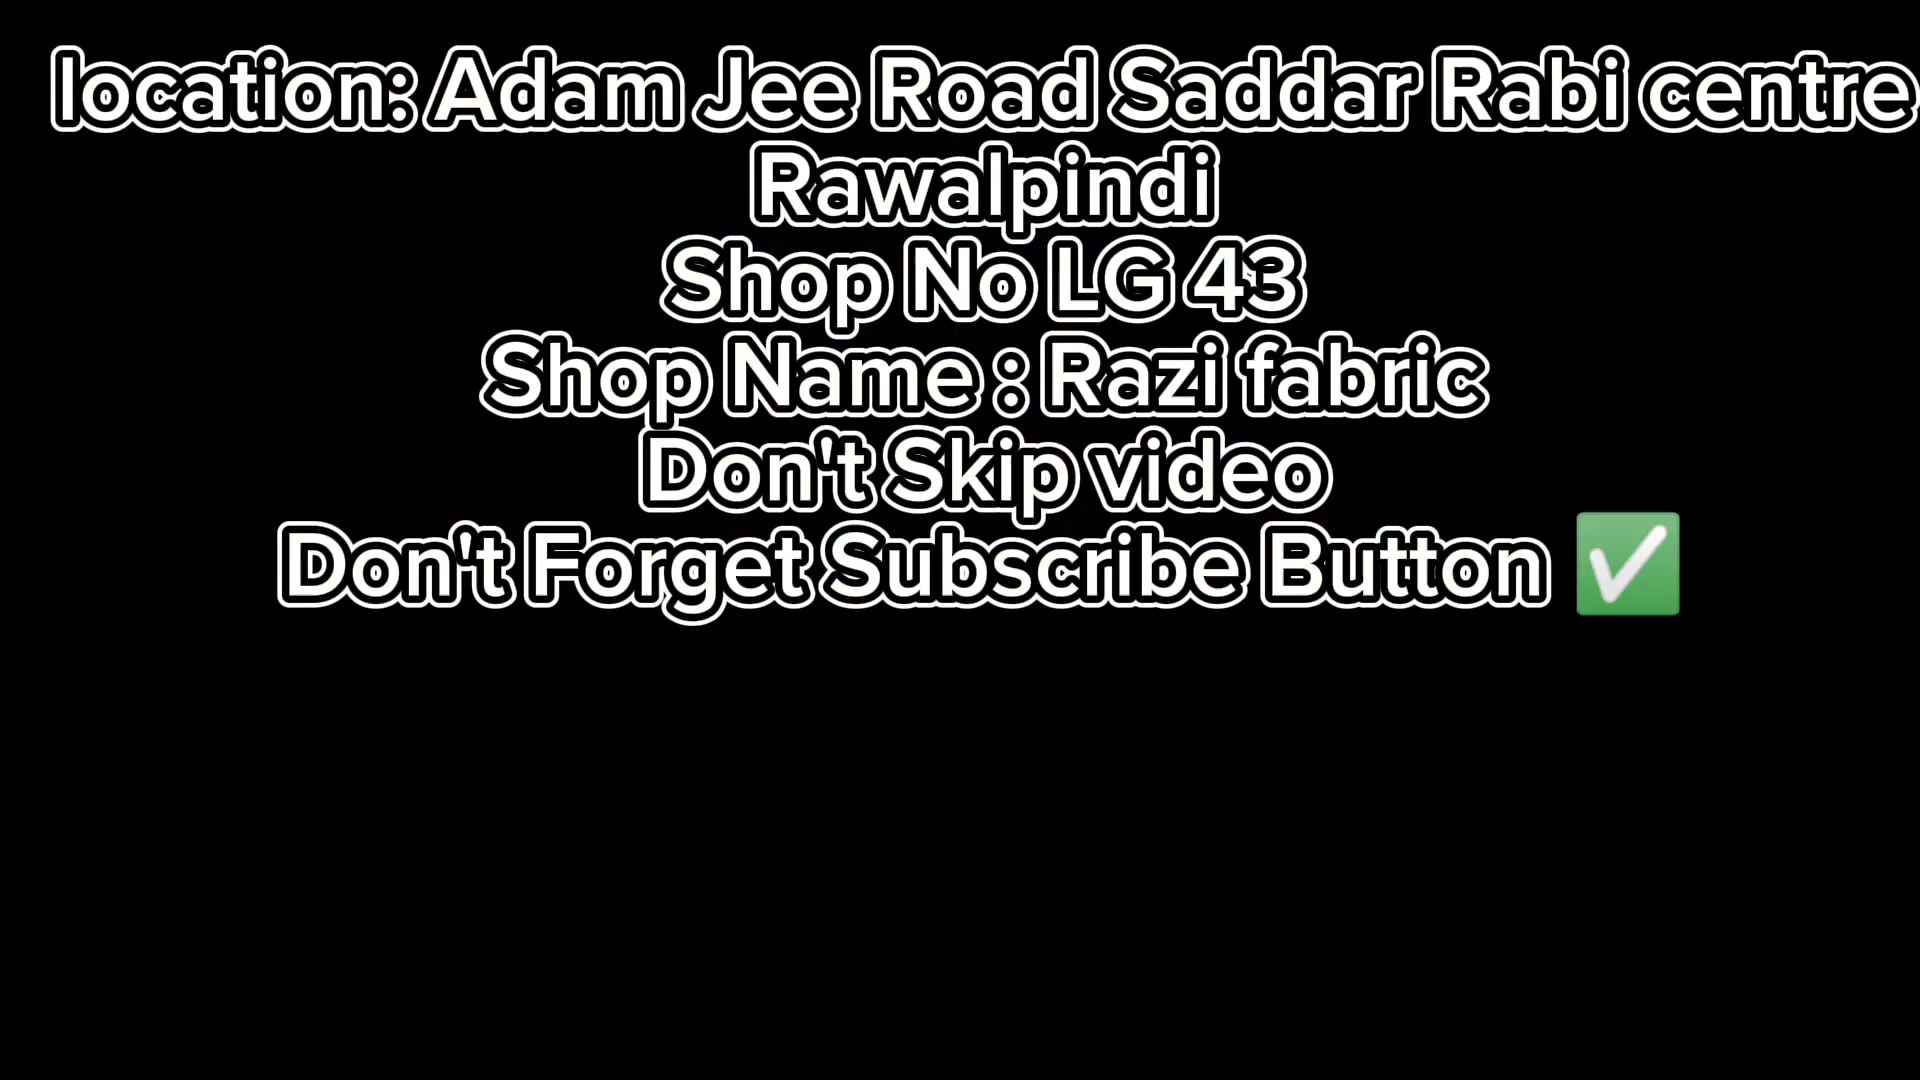 location: Adam Jee Road Saddar Rabi centre
Rawalpindi
Shop No LG 43
Shop Name : Razi fabric
Don't Skip video
Don't Forget Subscribe Button ✅